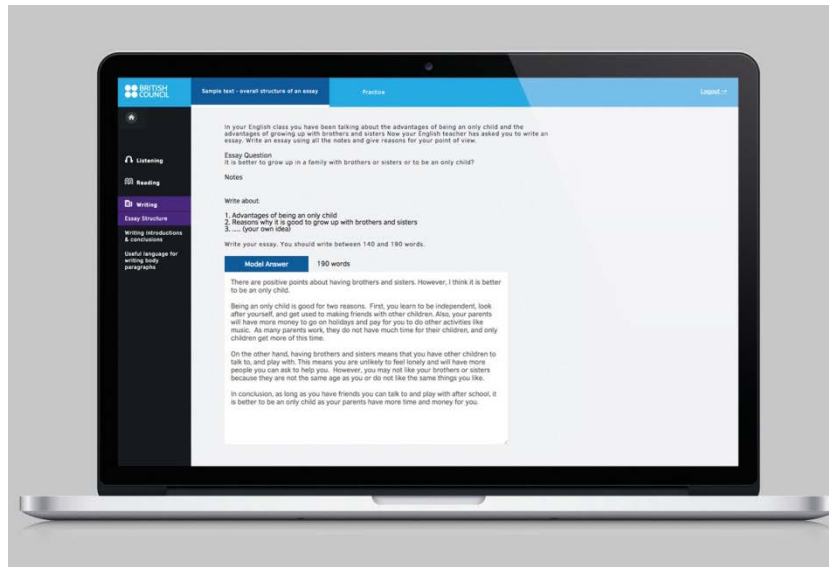 BRITISH
COUNCIL
Sample text - overall structure of an essay
Practice
Logout
Listening
Reading
Writing
Essay Structure
Writing introductions
& conclusions
Useful language for
writing body
paragraphs
In your English class you have been talking about the advantages of being an only child and the
advantages of growing up with brothers and sisters Now your English teacher has asked you to write an
essay. Write an essay using all the notes and give reasons for your point of view.
Essay Question
It is better to grow up in a family with brothers or sisters or to be an only child?
Notes
Write about:
1. Advantages of being an only child
2. Reasons why it is good to grow up with brothers and sisters
3. .... (your own idea)
Write your essay. You should write between 140 and 190 words.
Model Answer
190 words
There are positive points about having brothers and sisters. However, I think it is better
to be an only child.
Being an only child is good for two reasons. First, you learn to be independent, look
after yourself, and get used to making friends with other children. Also, your parents
will have more money to go on holidays and pay for you to do other activities like
music. As many parents work, they do not have much time for their children, and only
children get more of this time.
On the other hand, having brothers and sisters means that you have other children to
talk to, and play with. This means you are unlikely to feel lonely and will have more
people you can ask to help you. However, you may not like your brothers or sisters
because they are not the same age as you or do not like the same things you like.
In conclusion, as long as you have friends you can talk to and play with after school, it
is better to be an only child as your parents have more time and money for you.